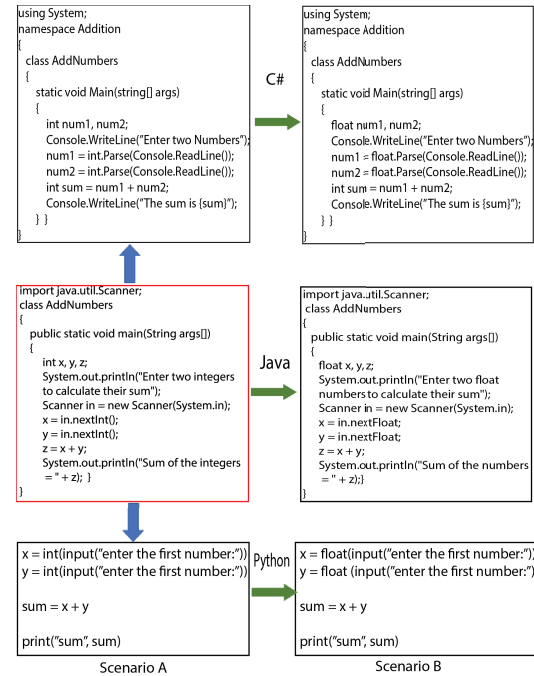 using System;
namespace Addition
{
class AddNumbers
{
static void Main(string[] args)
{
int num1, num2;
Console.WriteLine("Enter two Numbers");
num1 = int.Parse(Console.ReadLine());
num2 = int.Parse(Console.ReadLine());
int sum = num1 + num2;
Console.WriteLine("The sum is {sum}");
} }
}
C#
using System;
namespace Addition
{
class AddNumbers
{
static void Main(string[] args)
{
float num1, num2;
Console.WriteLine("Enter two Numbers");
num1 = float.Parse(Console.ReadLine());
num2 = float.Parse(Console.ReadLine());
int sum = num1 + num2;
Console.WriteLine("The sum is {sum}");
} }
}
import java.util.Scanner;
class AddNumbers
{
public static void main(String args[])
{
int x, y, z;
System.out.println("Enter two integers
to calculate their sum");
Scanner in = new Scanner(System.in);
x = in.nextInt();
y = in.nextInt();
z = x + y;
System.out.println("Sum of the integers
= " + z); }
}
Java
import java.util.Scanner;
class AddNumbers
{
public static void main(String args[])
{
float x, y, z;
System.out.println("Enter two float
numbers to calculate their sum");
Scanner in = new Scanner(System.in);
x = in.nextFloat;
y = in.nextFloat;
z = x + y;
System.out.println("Sum of the numbers
= " + z);}
}
x = int(input("enter the first number:"))
y = int(input("enter the first number:"))
sum = x + y
print("sum", sum)
Python
x = float(input("enter the first number:"))
y = float (input("enter the first number:")
sum = x + y
print("sum", sum)
Scenario A
Scenario B